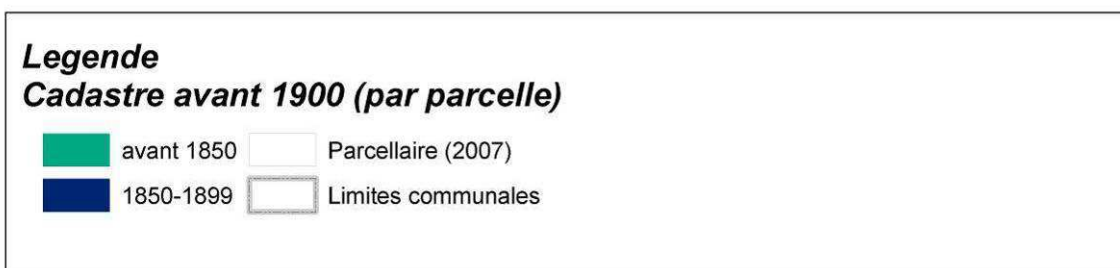 Legende
Cadastre avant 1900 (par parcelle)
avant 1850 Parcellaire (2007)
1850-1899 Limites communales